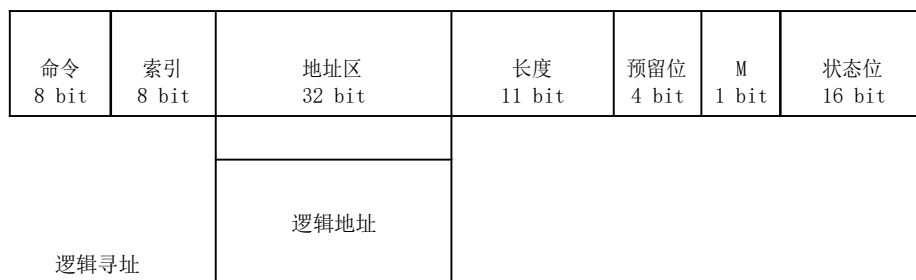 命令 索引 地址区 长度 预留位 M 状态位
8 bit 8 bit 32 bit 11 bit 4 bit 1 bit 16 bit
逻辑地址
逻辑寻址